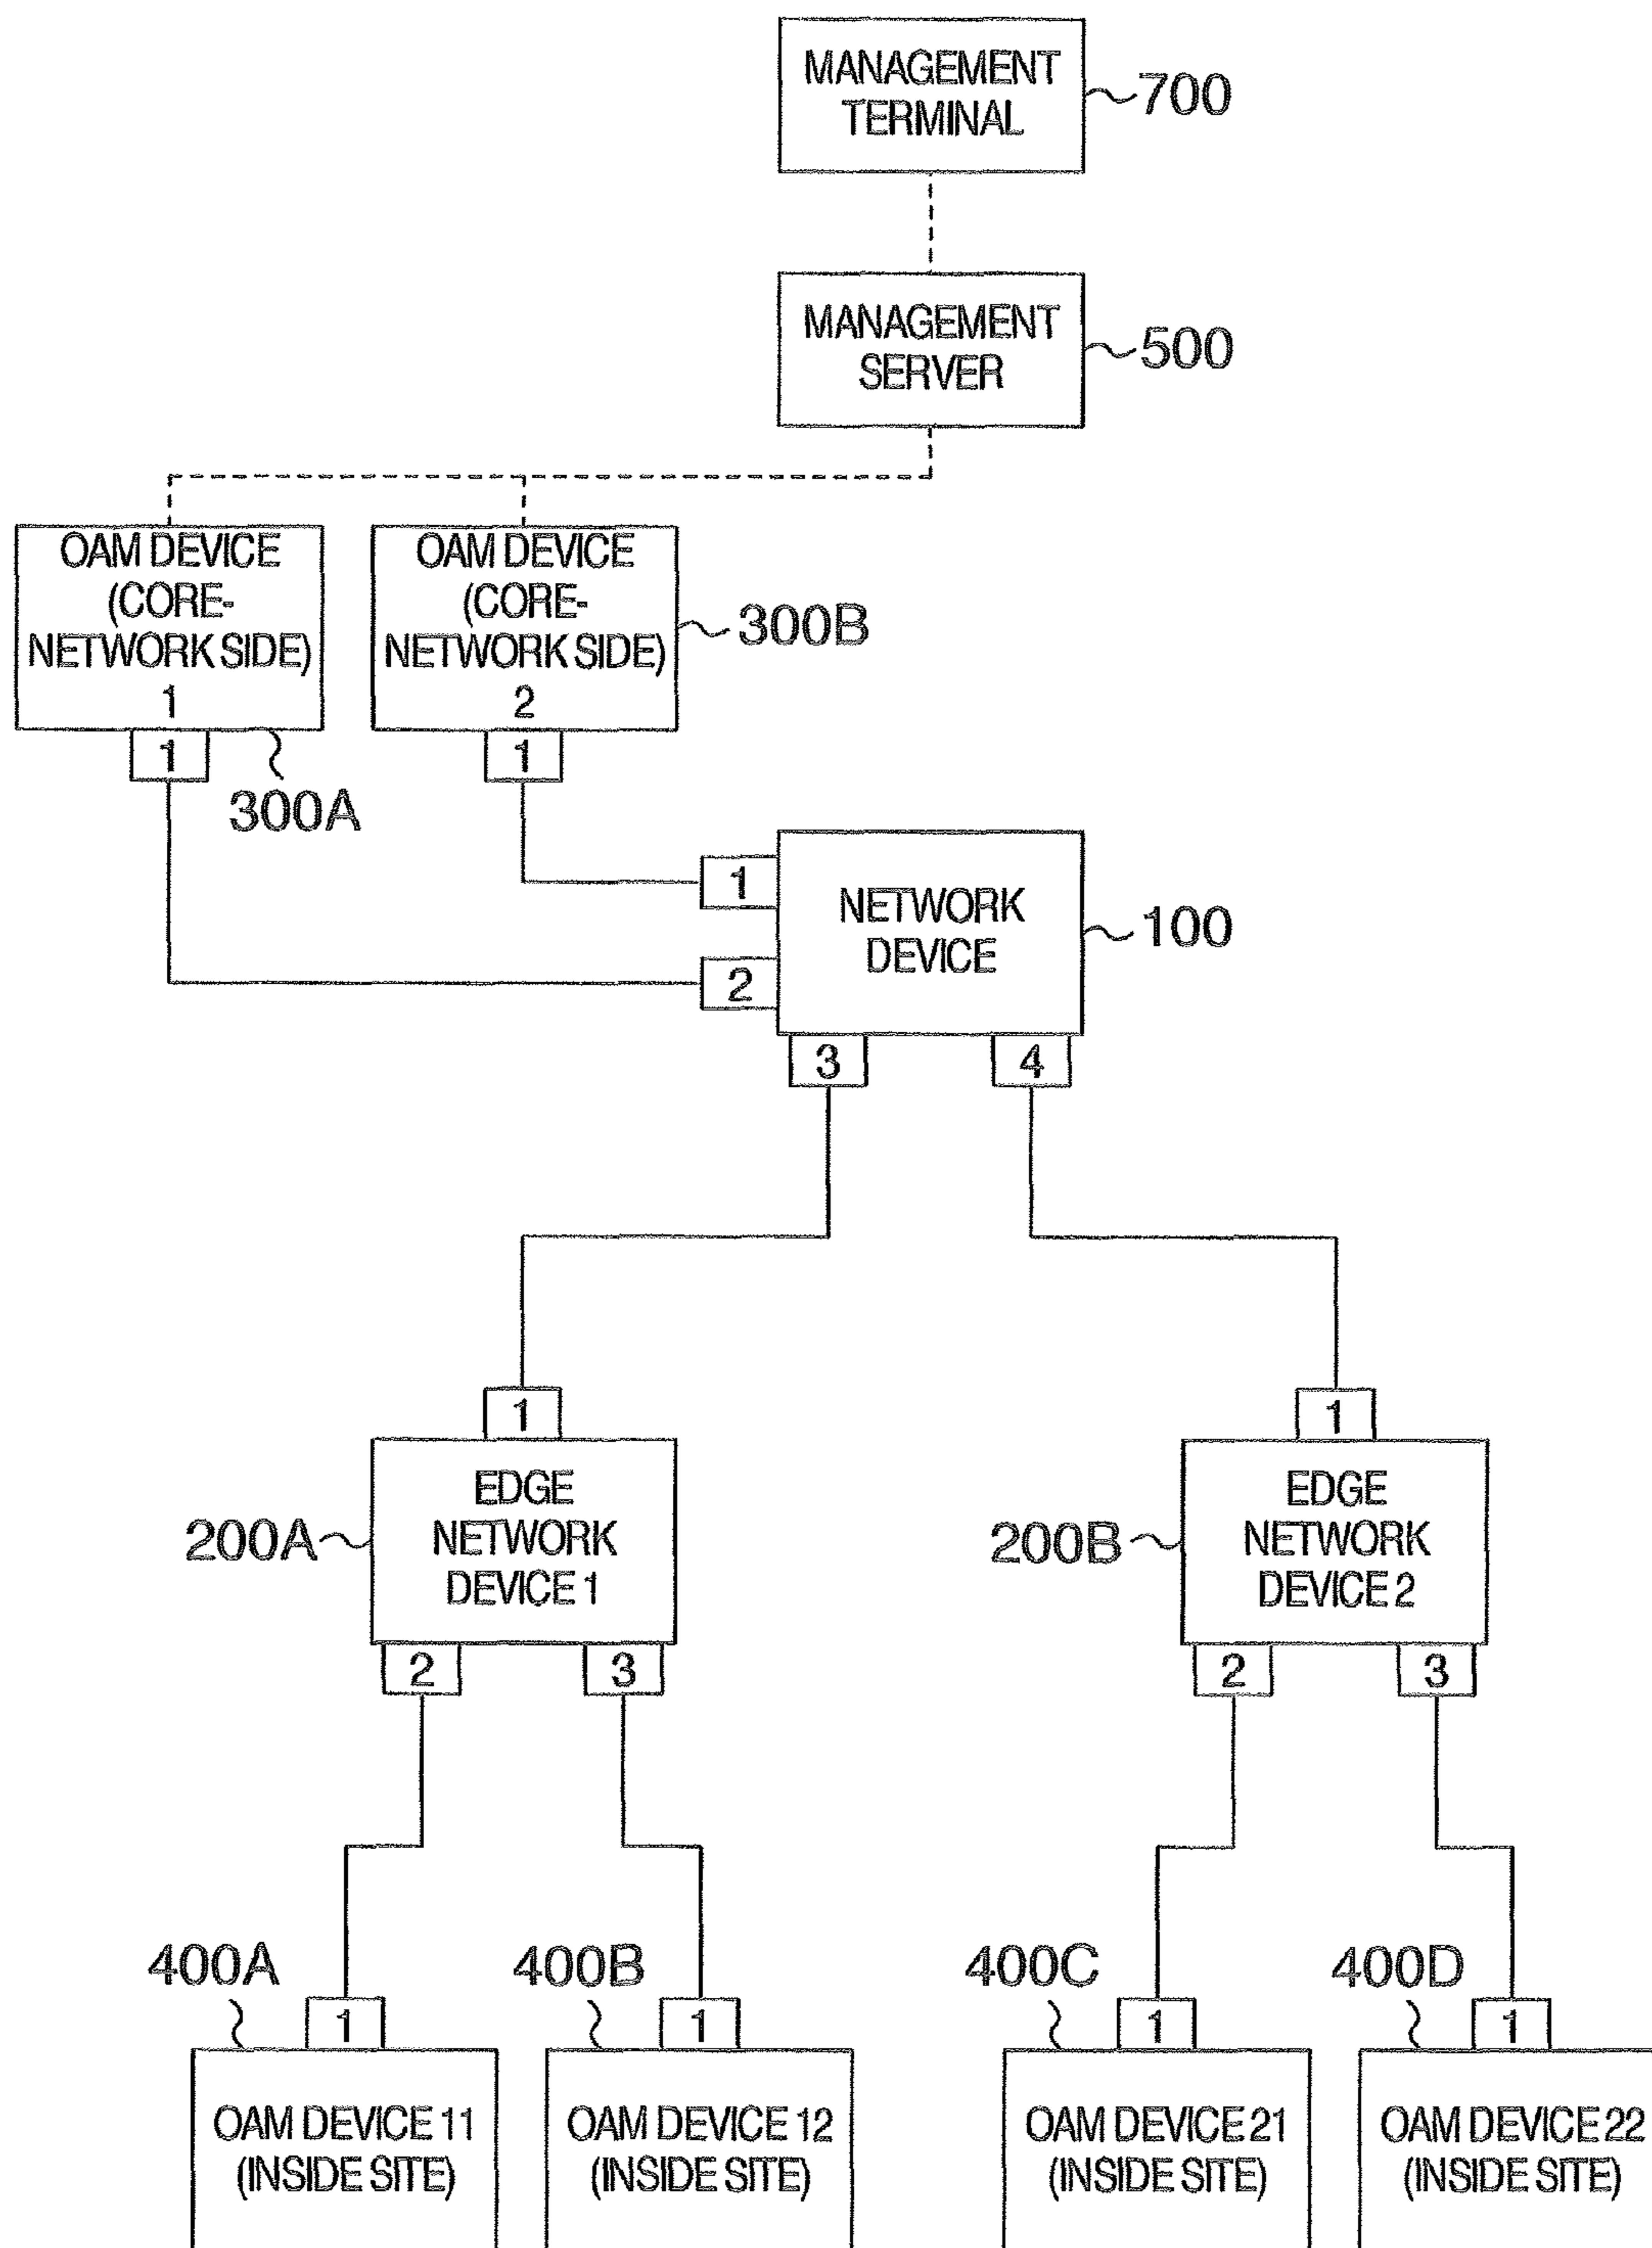 MANAGEMENT
TERMINAL
700
MANAGEMENT
SERVER
500
OAM DEVICE
(CORE-
NETWORK SIDE)
1
1
300A
OAM DEVICE
(CORE-
NETWORK SIDE)
2
1
300B
1
2
NETWORK
DEVICE
100
3
4
1
EDGE
NETWORK
DEVICE 1
200A
2
3
1
EDGE
NETWORK
DEVICE 2
200B
2
3
400A
1
OAM DEVICE 11
(INSIDE SITE)
400B
1
OAM DEVICE 12
(INSIDE SITE)
400C
1
OAM DEVICE 21
(INSIDE SITE)
400D
1
OAM DEVICE 22
(INSIDE SITE)